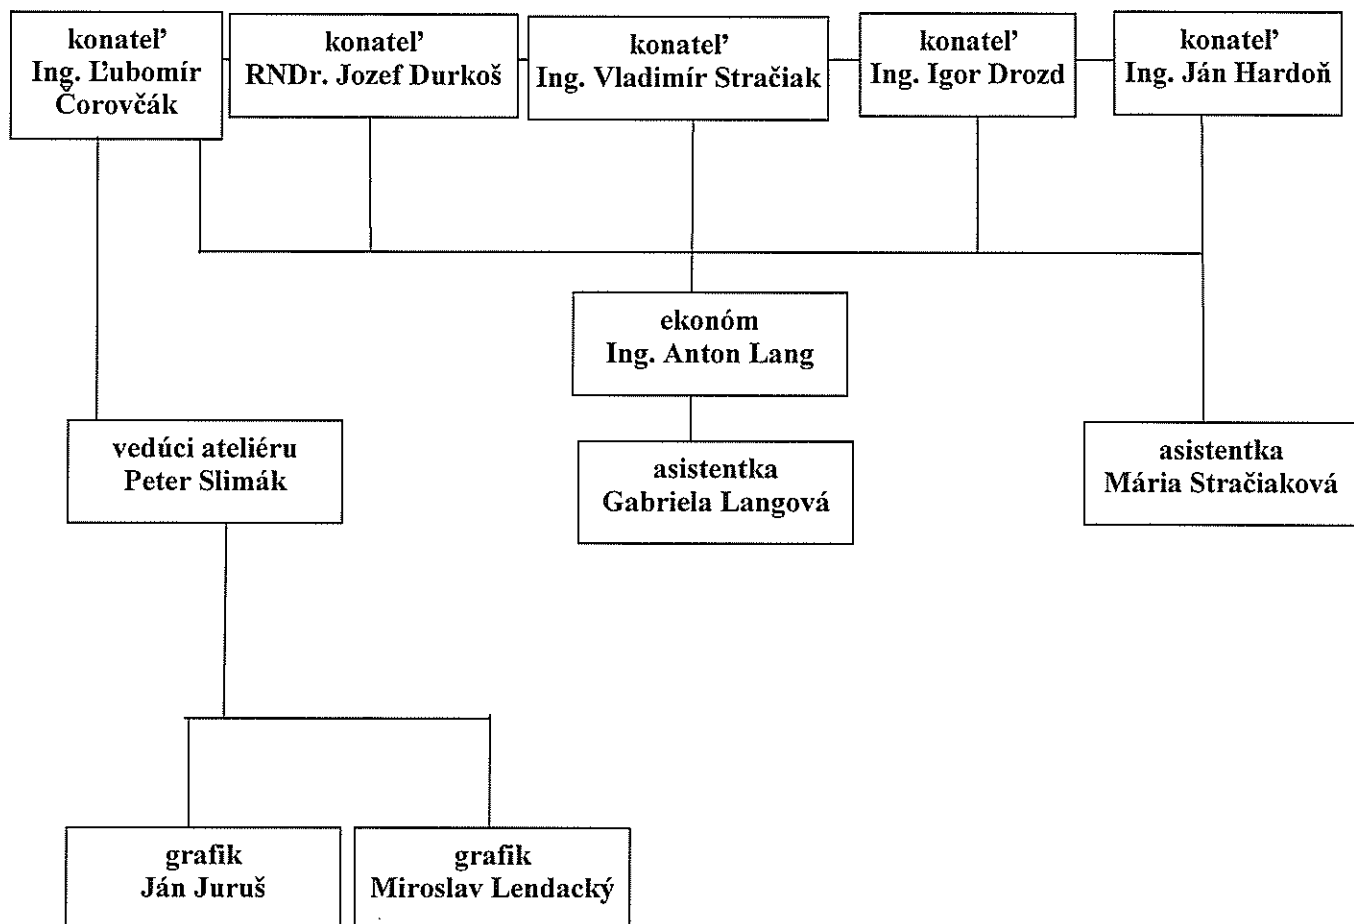 konateľ
Ing. Ľubomír
Čorovčák
konateľ
RNDr. Jozef Durkoš
konateľ
Ing. Vladimír Stračiak
konateľ
Ing. Igor Drozd
konateľ
Ing. Ján Hardoň
ekonóm
Ing. Anton Lang
vedúci ateliéru
Peter Slimák
asistentka
Gabriela Langová
asistentka
Mária Stračiaková
grafik
Ján Juruš
grafik
Miroslav Lendacký